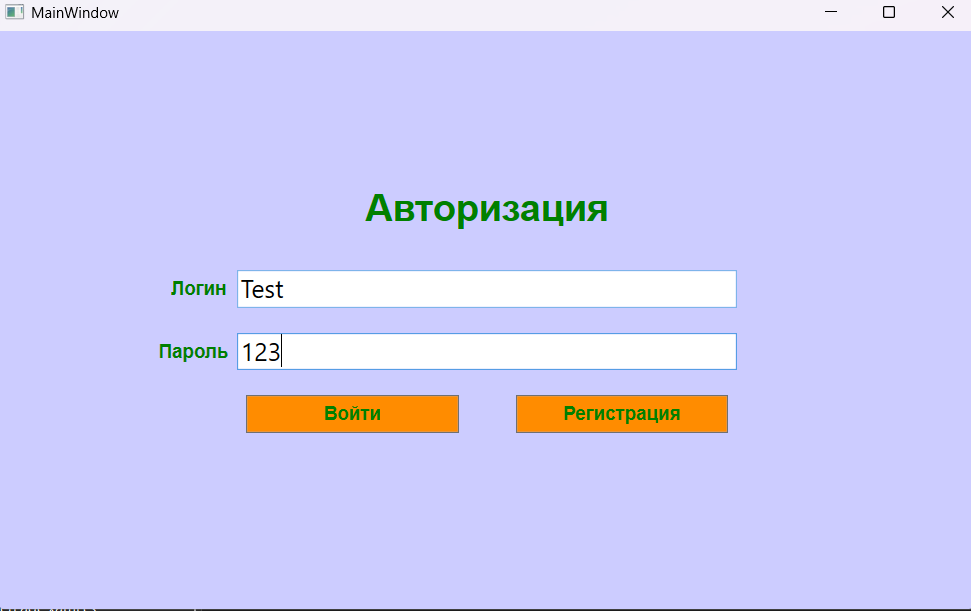 MainWindow
Авторизация
Логин Test
Пароль 123
Войти Регистрация